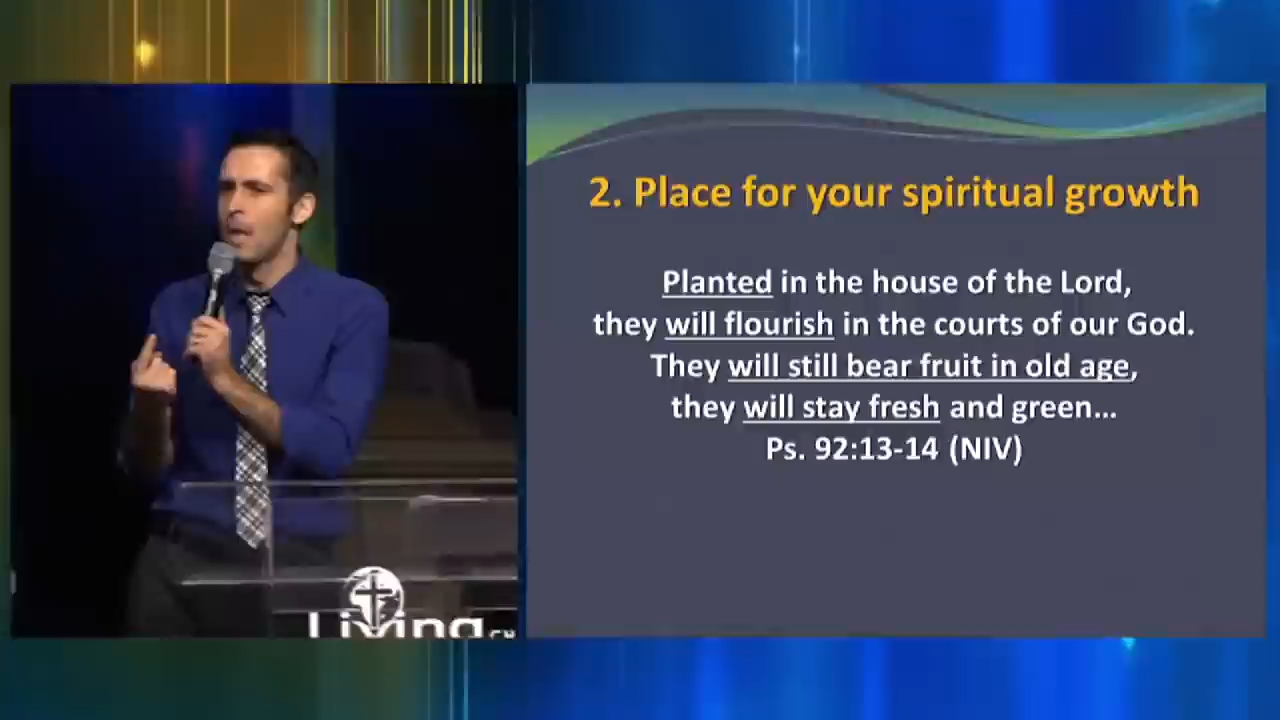 2. Place for your spiritual growth
Planted in the house of the Lord,
they will flourish in the courts of our God.
They will still bear fruit in old age,
they will stay fresh and green...
Ps. 92:13-14 (NIV)
Living CH